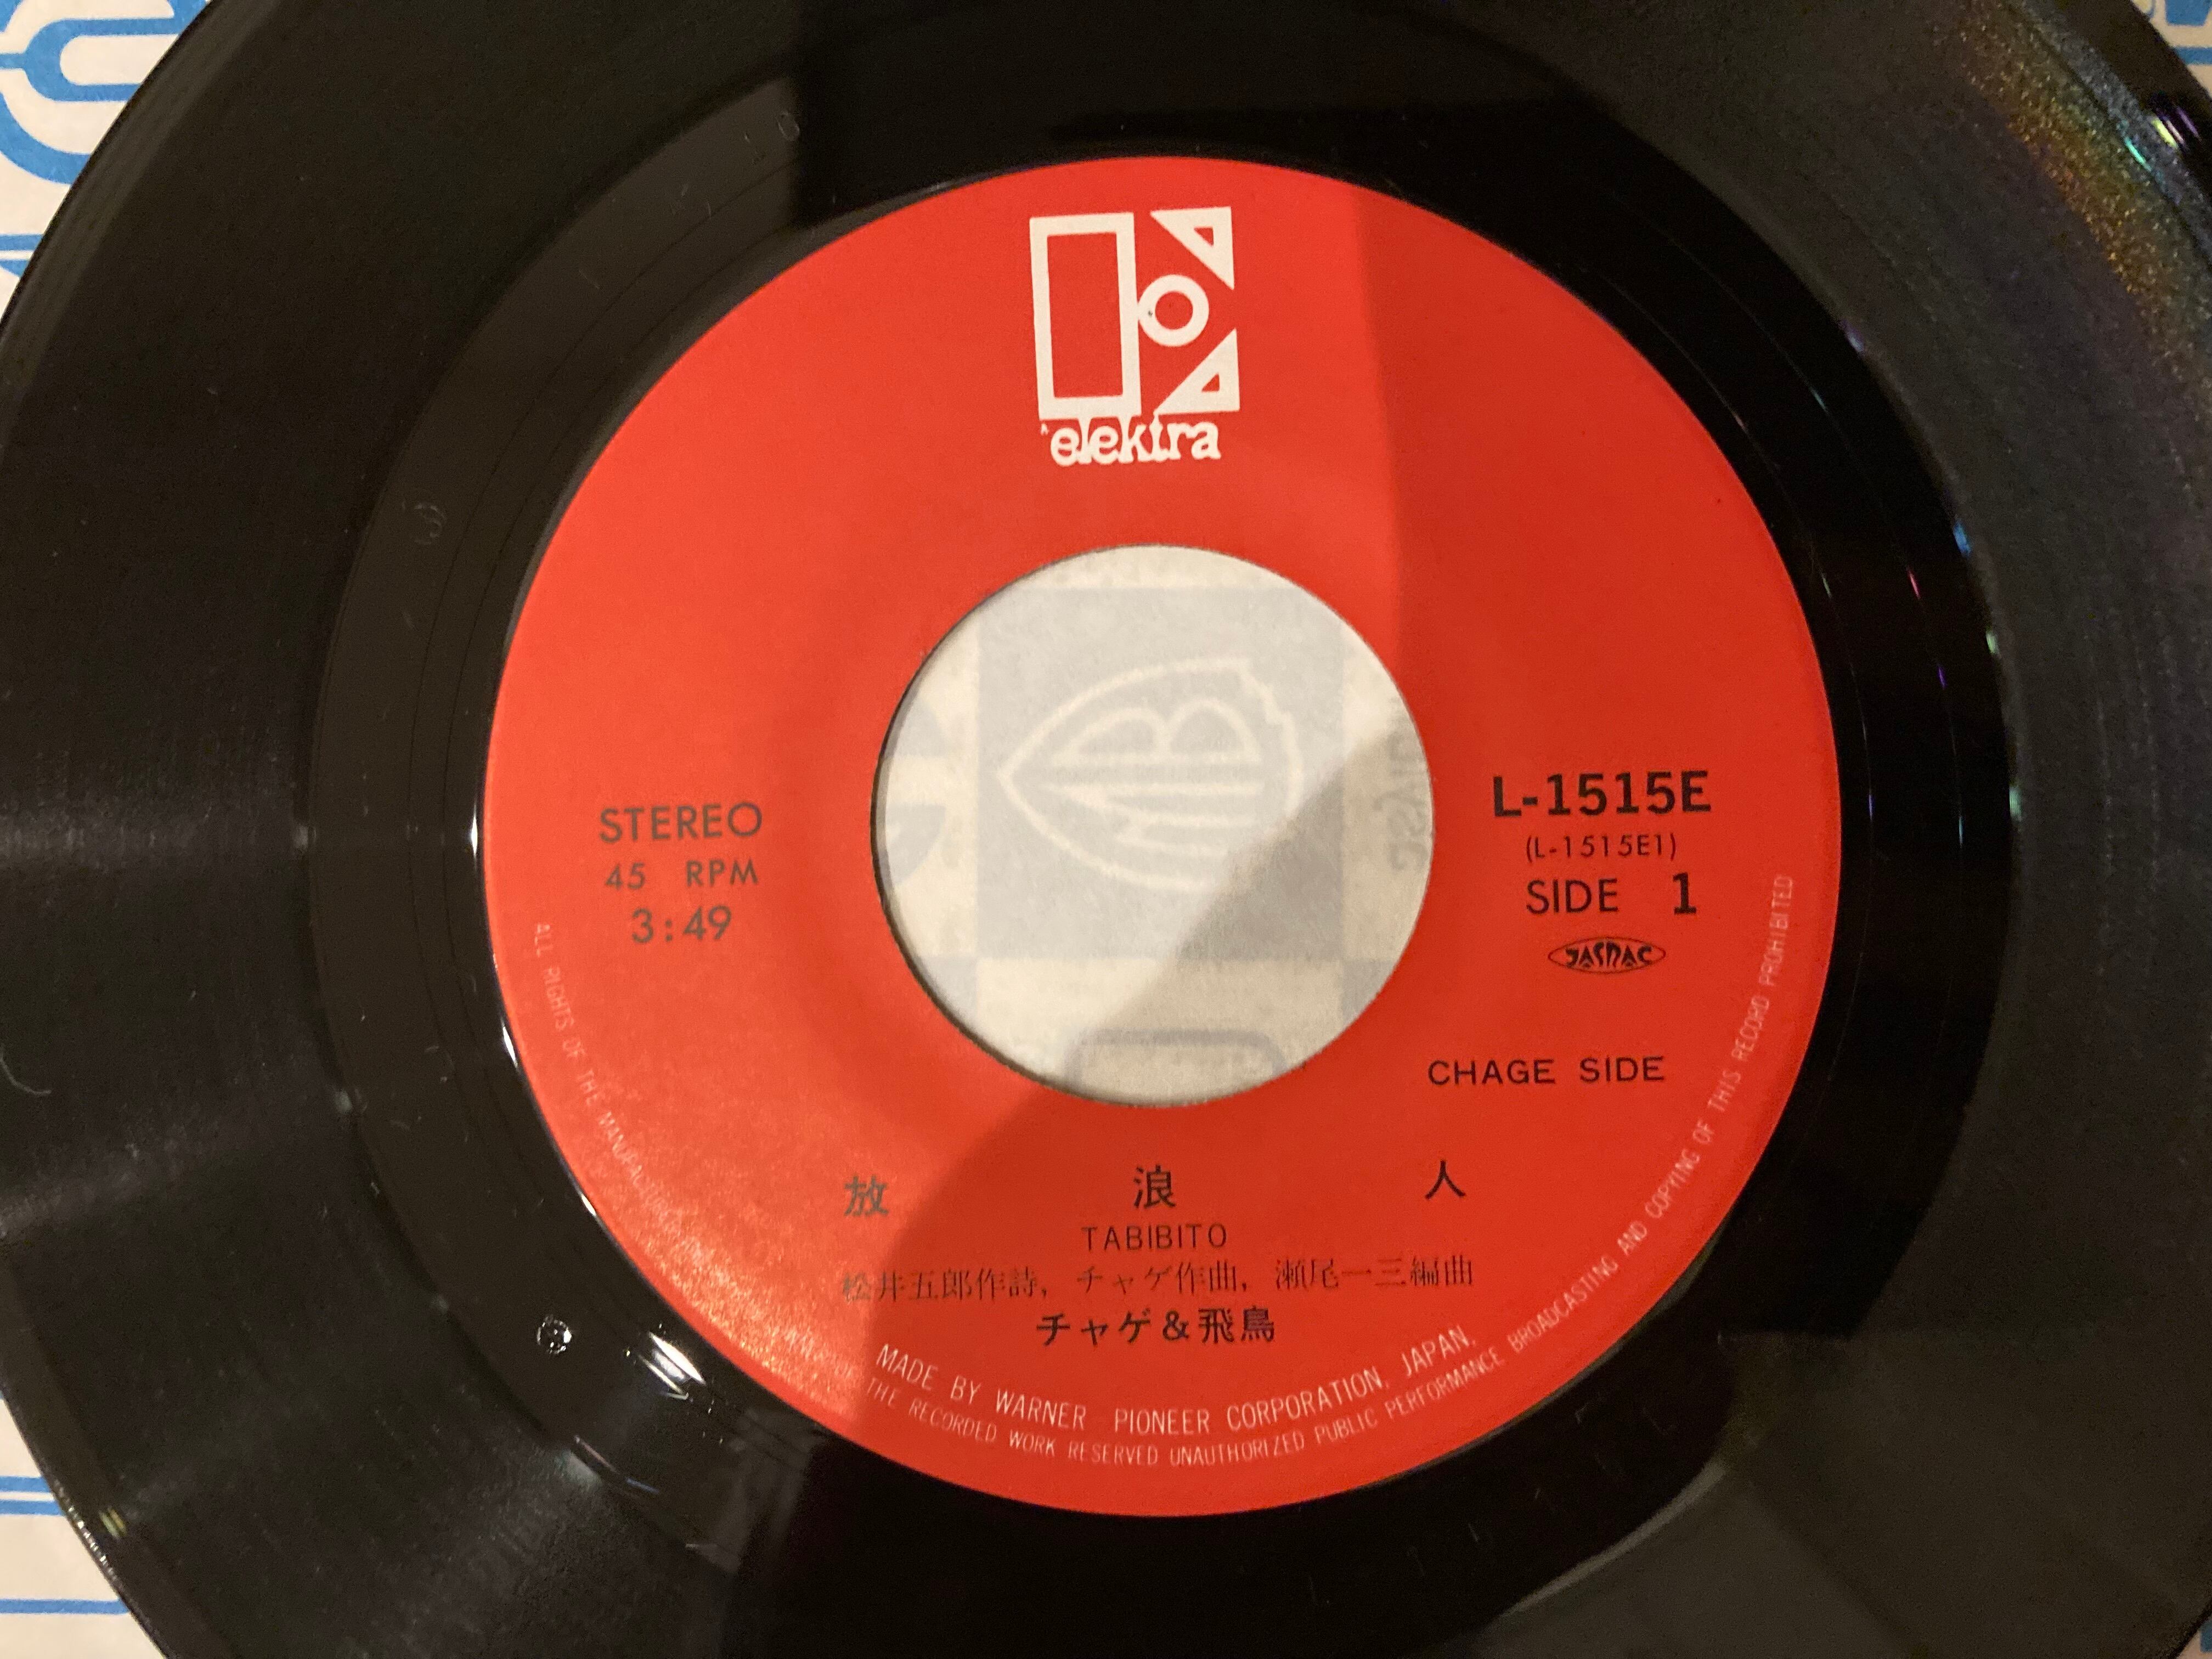 elektra
STEREO
45 RPM
3:49
L-1515E
(L-1515E1)
SIDE 1
JASRAC
CHAGE SIDE
放浪人
TABIBITO
松井五郎作詩, チャゲ作曲, 瀬尾一三編曲
チャゲ&飛鳥
MADE BY WARNER PIONEER CORPORATION, JAPAN.
ALL RIGHTS OF THE MANUFACTURER AND OF THE OWNER OF THE RECORDED WORK RESERVED UNAUTHORIZED PUBLIC PERFORMANCE BROADCASTING AND COPYING OF THIS RECORD PROHIBITED